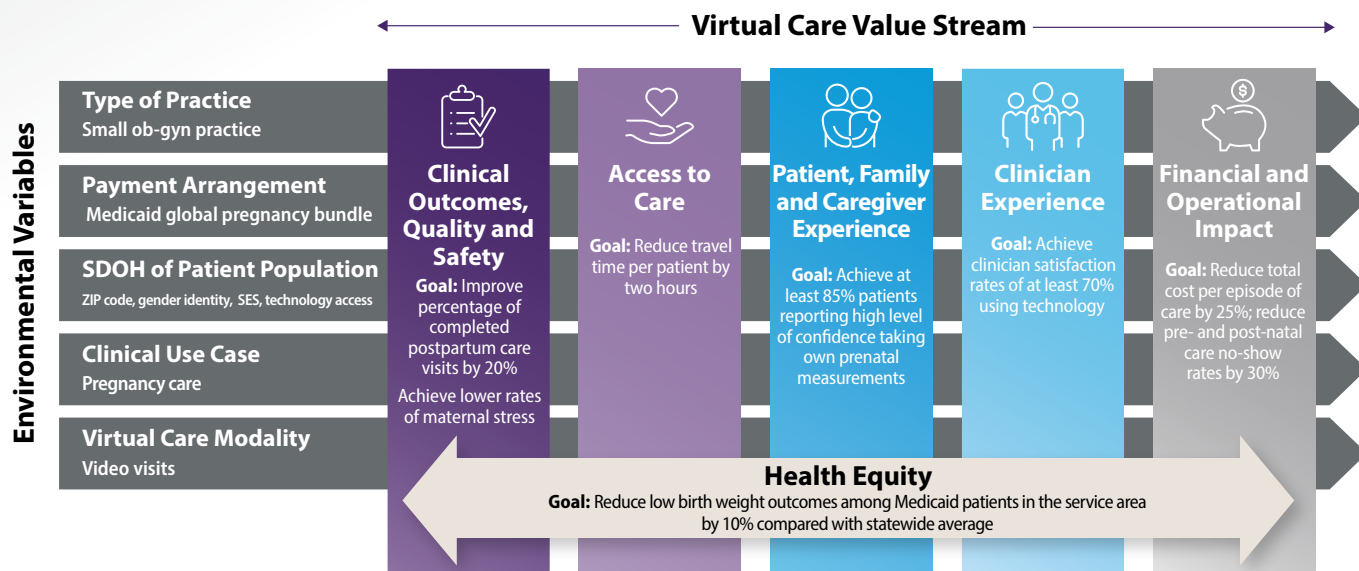 Virtual Care Value Stream
Environmental Variables
Type of Practice
Small ob-gyn practice
Payment Arrangement
Medicaid global pregnancy bundle
SDOH of Patient Population
ZIP code, gender identity, SES, technology access
Clinical Use Case
Pregnancy care
Virtual Care Modality
Video visits
Clinical
Outcomes,
Quality and
Safety
Goal: Improve
percentage of
completed
postpartum care
visits by 20%
Achieve lower rates
of maternal stress
Access to
Care
Goal: Reduce travel
time per patient by
two hours
Patient, Family
and Caregiver
Experience
Goal: Achieve at
least 85% patients
reporting high level
of confidence taking
own prenatal
measurements
Clinician
Experience
Goal: Achieve
clinician satisfaction
rates of at least 70%
using technology
$
Financial and
Operational
Impact
Goal: Reduce total
cost per episode of
care by 25%; reduce
pre- and post-natal
care no-show
rates by 30%
Health Equity
Goal: Reduce low birth weight outcomes among Medicaid patients in the service area
by 10% compared with statewide average